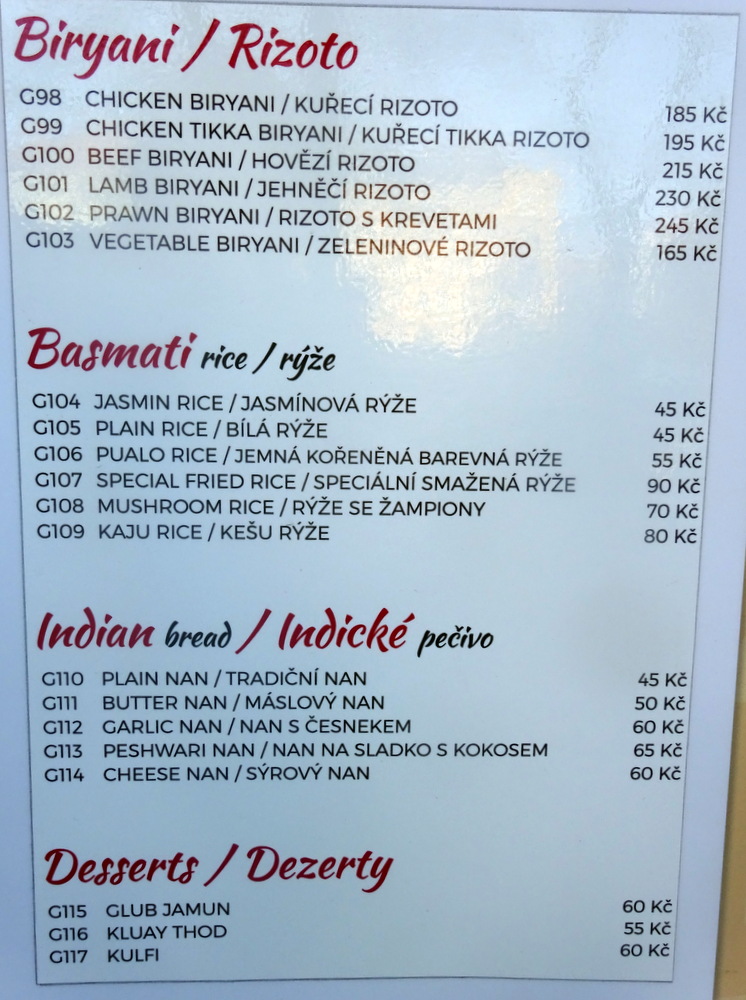 Biryani / Rizoto
G98 CHICKEN BIRYANI / KUŘECÍ RIZOTO 185 Kč
G99 CHICKEN TIKKA BIRYANI / KUŘECÍ TIKKA RIZOTO 195 Kč
G100 BEEF BIRYANI / HOVĚZÍ RIZOTO 215 Kč
G101 LAMB BIRYANI / JEHNĚČÍ RIZOTO 230 Kč
G102 PRAWN BIRYANI / RIZOTO S KREVETAMI 245 Kč
G103 VEGETABLE BIRYANI / ZELENINOVÉ RIZOTO 165 Kč
Basmati rice / rýže
G104 JASMIN RICE / JASMÍNOVÁ RÝŽE 45 Kč
G105 PLAIN RICE / BÍLÁ RÝŽE 45 Kč
G106 PUALO RICE / JEMNÁ KOŘENĚNÁ BAREVNÁ RÝŽE 55 Kč
G107 SPECIAL FRIED RICE / SPECIÁLNÍ SMAŽENÁ RÝŽE 90 Kč
G108 MUSHROOM RICE / RÝŽE SE ŽAMPIONY 70 Kč
G109 KAJU RICE / KEŠU RÝŽE 80 Kč
Indian bread / Indické pečivo
G110 PLAIN NAN / TRADIČNÍ NAN 45 Kč
G111 BUTTER NAN / MÁSLOVÝ NAN 50 Kč
G112 GARLIC NAN / NAN S ČESNEKEM 60 Kč
G113 PESHWARI NAN / NAN NA SLADKO S KOKOSEM 65 Kč
G114 CHEESE NAN / SÝROVÝ NAN 60 Kč
Desserts / Dezerty
G115 GLUB JAMUN 60 Kč
G116 KLUAY THOD 55 Kč
G117 KULFI 60 Kč